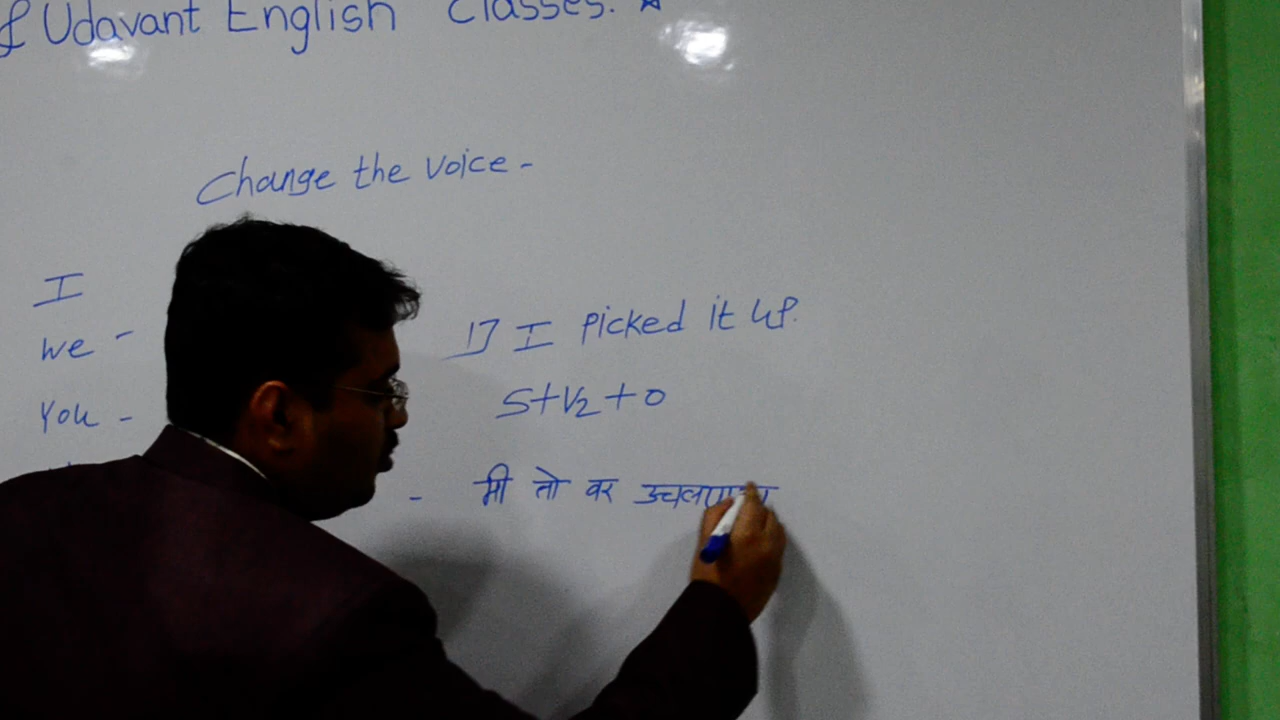 Udavant English Classes. ☆
Change the voice -
I
we -
You -
1] I picked it up.
S+V₂+O
- मी तो वर